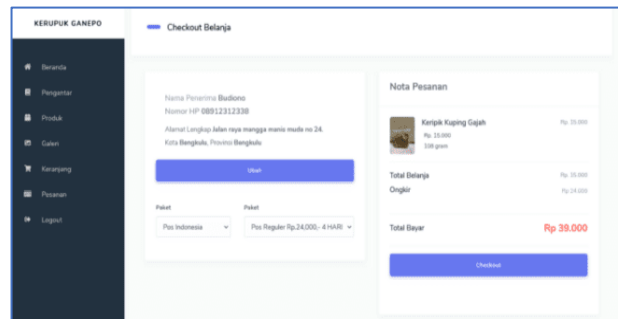 KERUPUK GANEPO
Checkout Belanja
Beranda
Pengantar
Produk
Galeri
Keranjang
Pesanan
Logout
Nama Penerima Budiono
Nomor HP 08912312338
Alamat Lengkap Jalan raya mangga manis muda no 24,
Kota Bengkulu, Provinsi Bengkulu
Ubah
Paket
Paket
Pos Indonesia
Pos Reguler Rp.24,000,- 4 HARI
Nota Pesanan
Keripik Kuping Gajah
Rp. 15.000
Rp. 15.000
330 gram
Total Belanja
Rp. 15.000
Ongkir
Rp 24.000
Total Bayar
Rp 39.000
Checkout